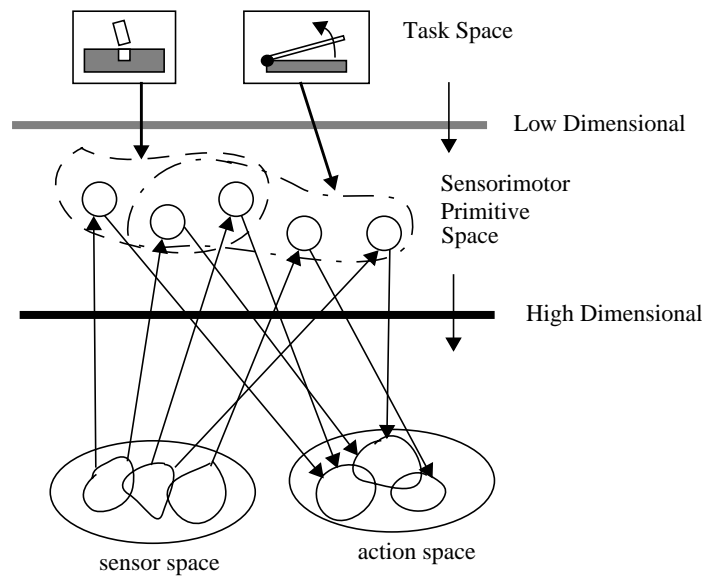 Task Space
Low Dimensional
Sensorimotor
Primitive
Space
High Dimensional
sensor space
action space